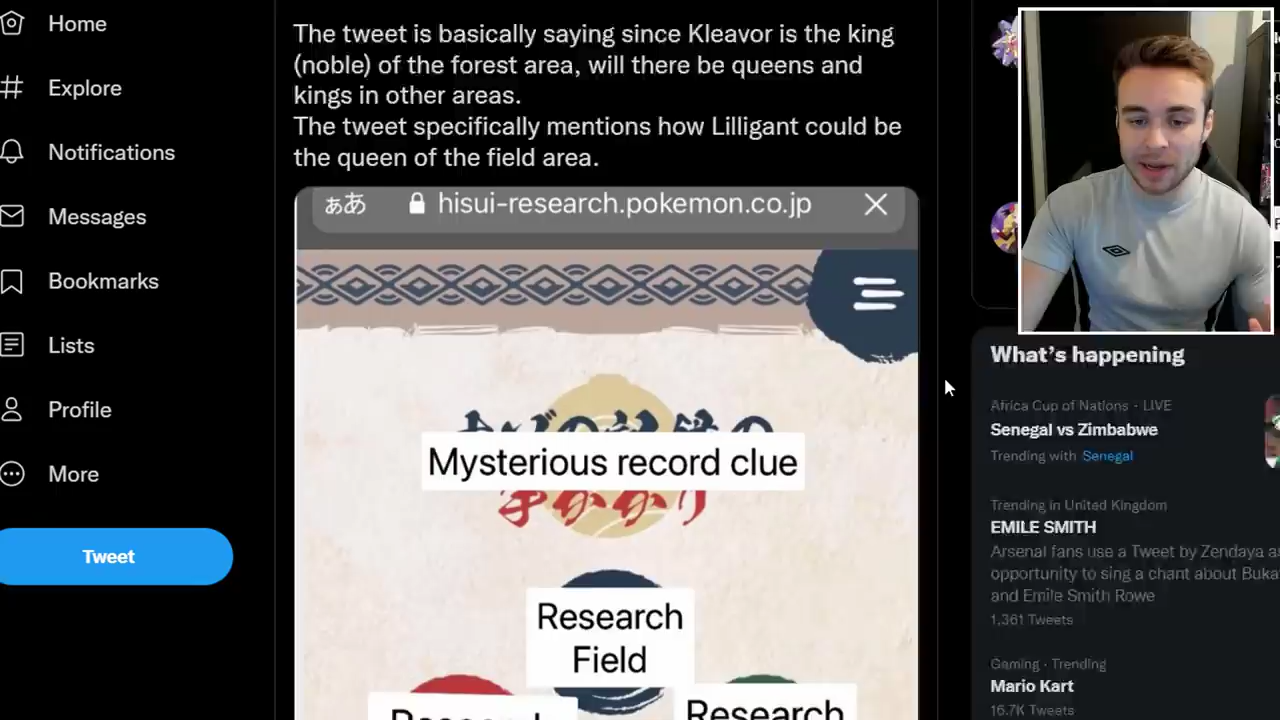 Home
Explore
Notifications
Messages
Bookmarks
Lists
Profile
More
Tweet
The tweet is basically saying since Kleavor is the king
(noble) of the forest area, will there be queens and
kings in other areas.
The tweet specifically mentions how Lilligant could be
the queen of the field area.
ぁあ hisui-research.pokemon.co.jp
Mysterious record clue
Research
Field
Research
What's happening
Africa Cup of Nations · LIVE
Senegal vs Zimbabwe
Trending with Senegal
Trending in United Kingdom
EMILE SMITH
Arsenal fans use a Tweet by Zendaya as
opportunity to sing a chant about Buka
and Emile Smith Rowe
1,361 Tweets
Gaming · Trending
Mario Kart
16.7K Tweets